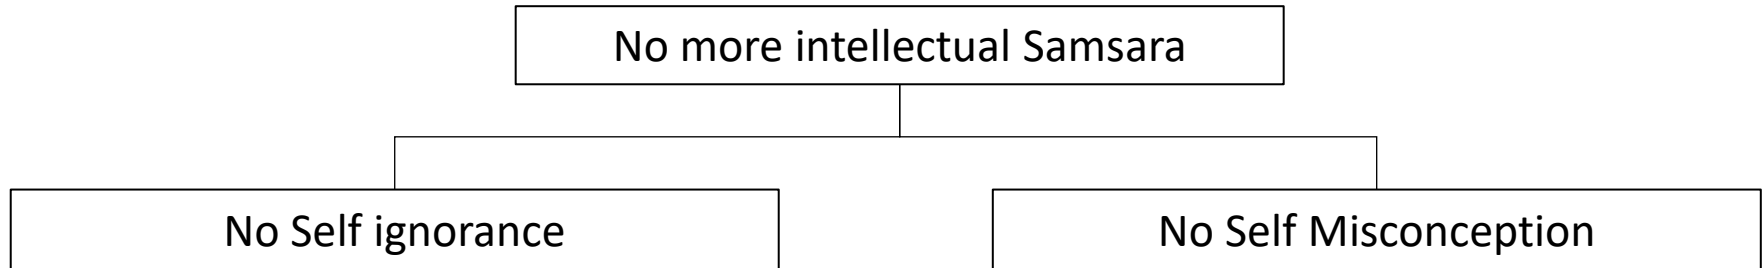 No more intellectual Samsara
No Self ignorance
No Self Misconception